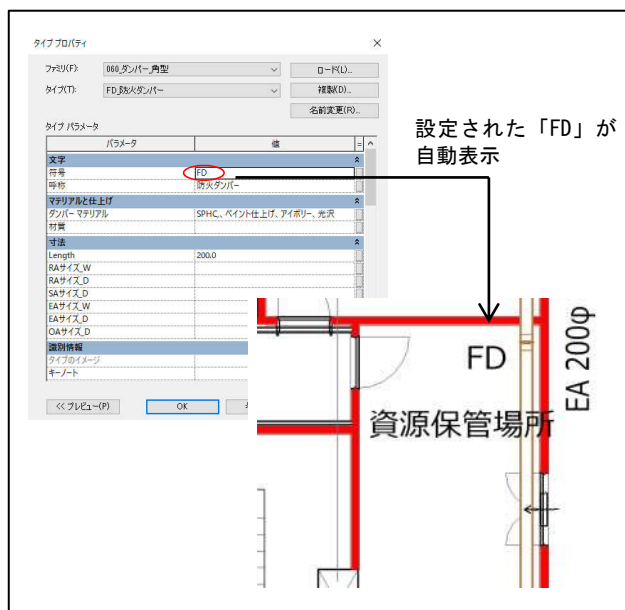 タイプ プロパティ
×
ファミリ(F): 060_ダンパー_角型 ロード(L)...
タイプ(T): FD_防火ダンパー 複製(D)...
名前変更(R)...
タイプ パラメータ
パラメータ 値 =
文字
符号 FD
呼称 防火ダンパー
マテリアルと仕上げ
ダンパー マテリアル SPHC,、ペイント仕上げ、アイボリー、光沢
材質
寸法
Length 200.0
RAサイズ_W
RAサイズ_D
SAサイズ_D
EAサイズ_W
EAサイズ_D
OAサイズ_D
識別情報
タイプのイメージ
キーノート
<< プレビュー(P) OK
設定された「FD」が
自動表示
FD
EA 200φ
資源保管場所